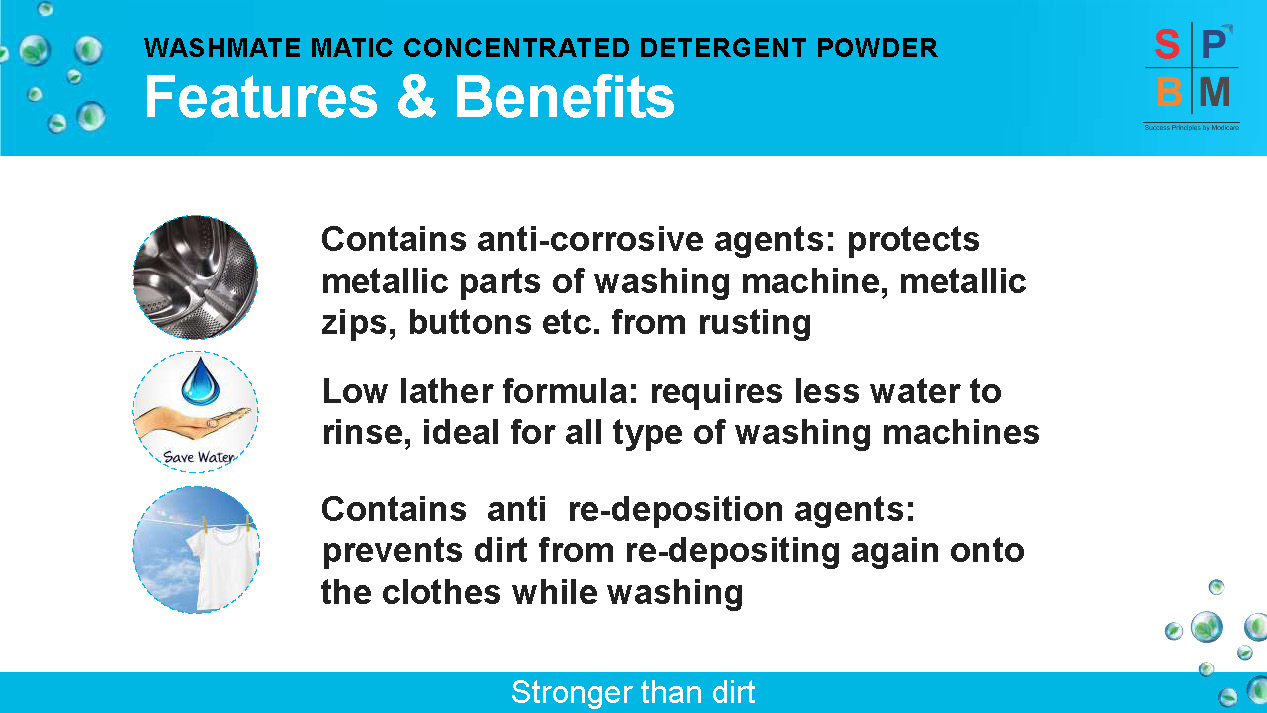 WASHMATE MATIC CONCENTRATED DETERGENT POWDER
Features & Benefits
S P
B M
Success Principles by Modicare
Contains anti-corrosive agents: protects
metallic parts of washing machine, metallic
zips, buttons etc. from rusting
Save Water
Low lather formula: requires less water to
rinse, ideal for all type of washing machines
Contains anti re-deposition agents:
prevents dirt from re-depositing again onto
the clothes while washing
Stronger than dirt